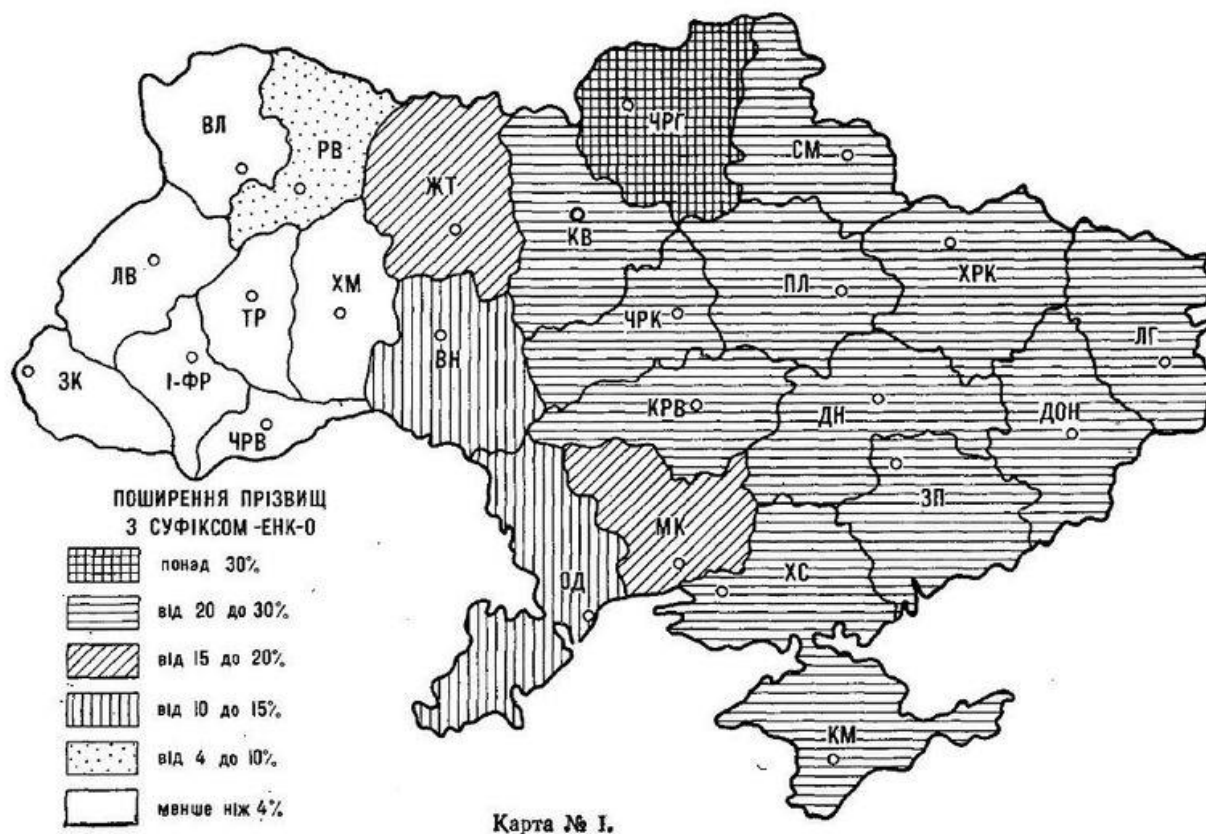 ЧРГ
ВЛ
РВ
СМ
ЖТ
КВ
ХРК
ЛВ
ХМ
ПЛ
ТР
ЧРК
ЛГ
ВН
ЗК
І-ФР
КРВ
ДН
ДОН
ЧРВ
ЗП
ПОШИРЕННЯ ПРІЗВИЩ
З СУФІКСОМ -ЕНК-О
МК
понад 30%
ХС
ОД
від 20 до 30%
від 15 до 20%
від 10 до 15%
КМ
від 4 до 10%
менше ніж 4%
Карта № I.